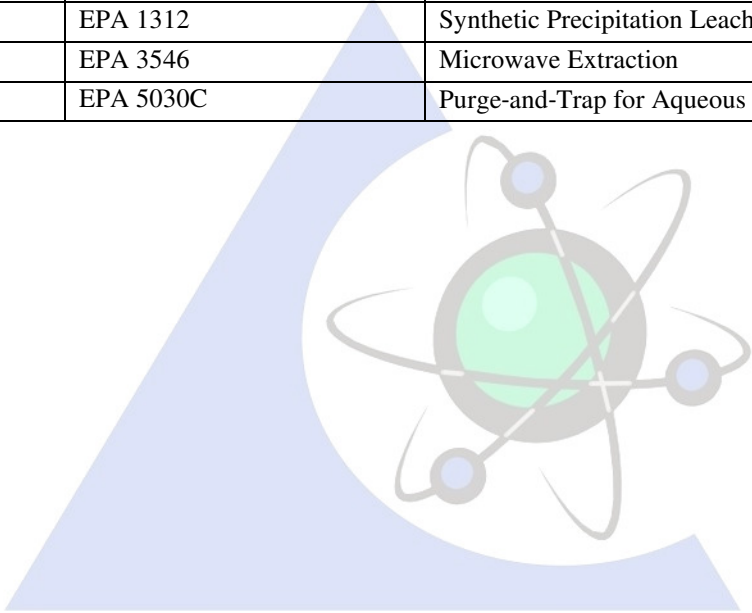 EPA 1312 Synthetic Precipitation Leach
EPA 3546 Microwave Extraction
EPA 5030C Purge-and-Trap for Aqueous